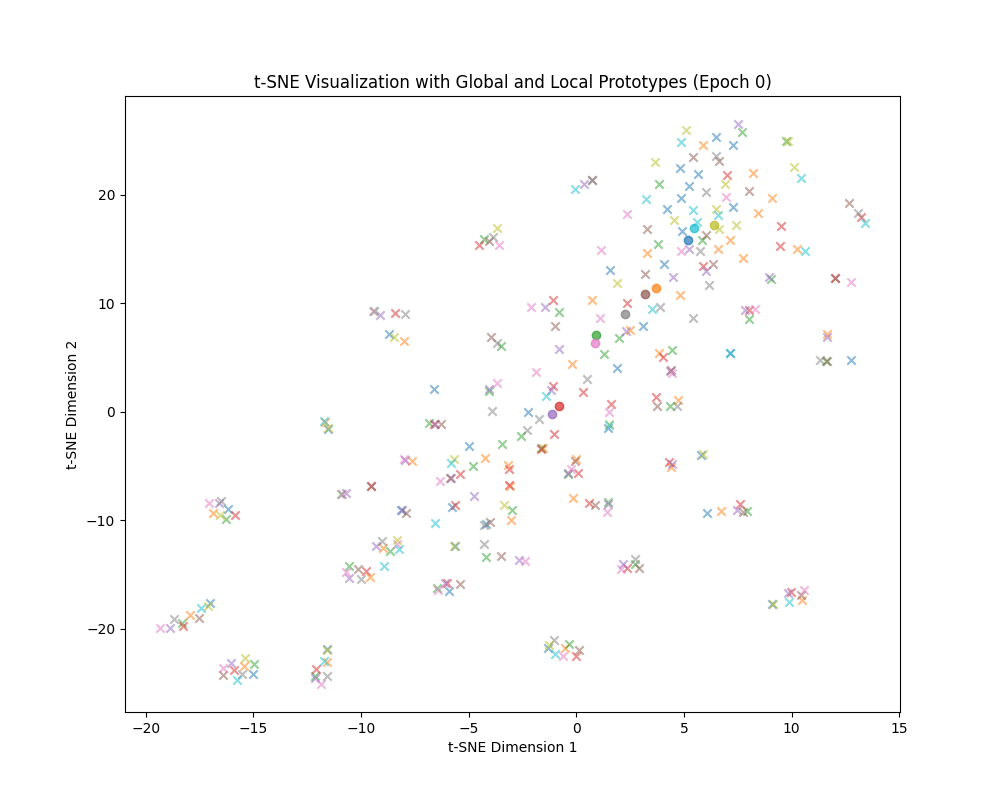 t-SNE Visualization with Global and Local Prototypes (Epoch 0)
t-SNE Dimension 2
20
10
0
−10
−20
−20 −15 −10 −5 0 5 10 15
t-SNE Dimension 1